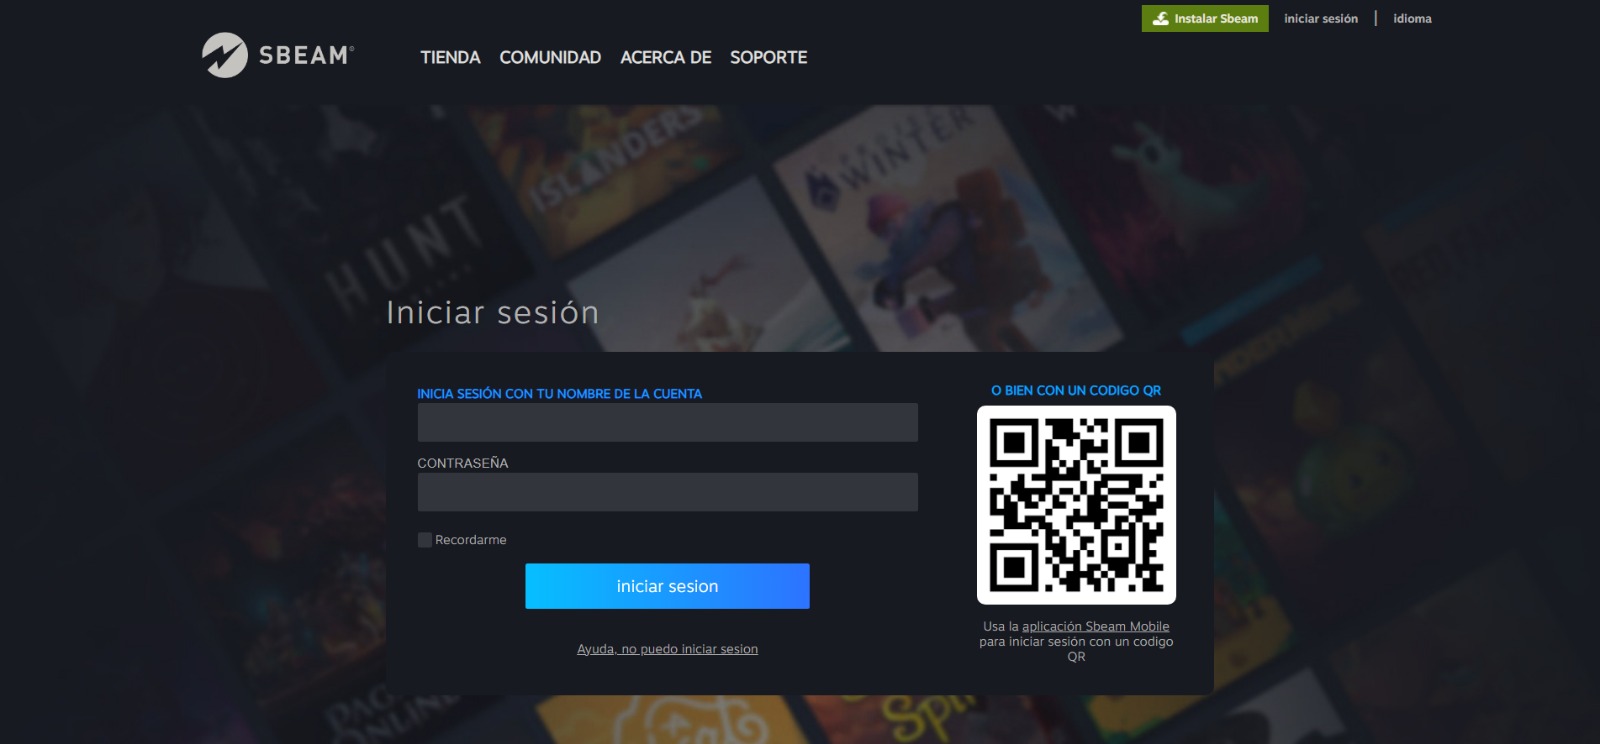 Instalar Sbeam iniciar sesión | idioma
SBEAM®
TIENDA COMUNIDAD ACERCA DE SOPORTE
ISLANDERS
WINTER
HUNT
Iniciar sesión
INICIA SESIÓN CON TU NOMBRE DE LA CUENTA
CONTRASEÑA
Recordarme
iniciar sesion
Ayuda, no puedo iniciar sesion
O BIEN CON UN CODIGO QR
Usa la aplicación Sbeam Mobile
para iniciar sesión con un codigo
QR
ONLINE